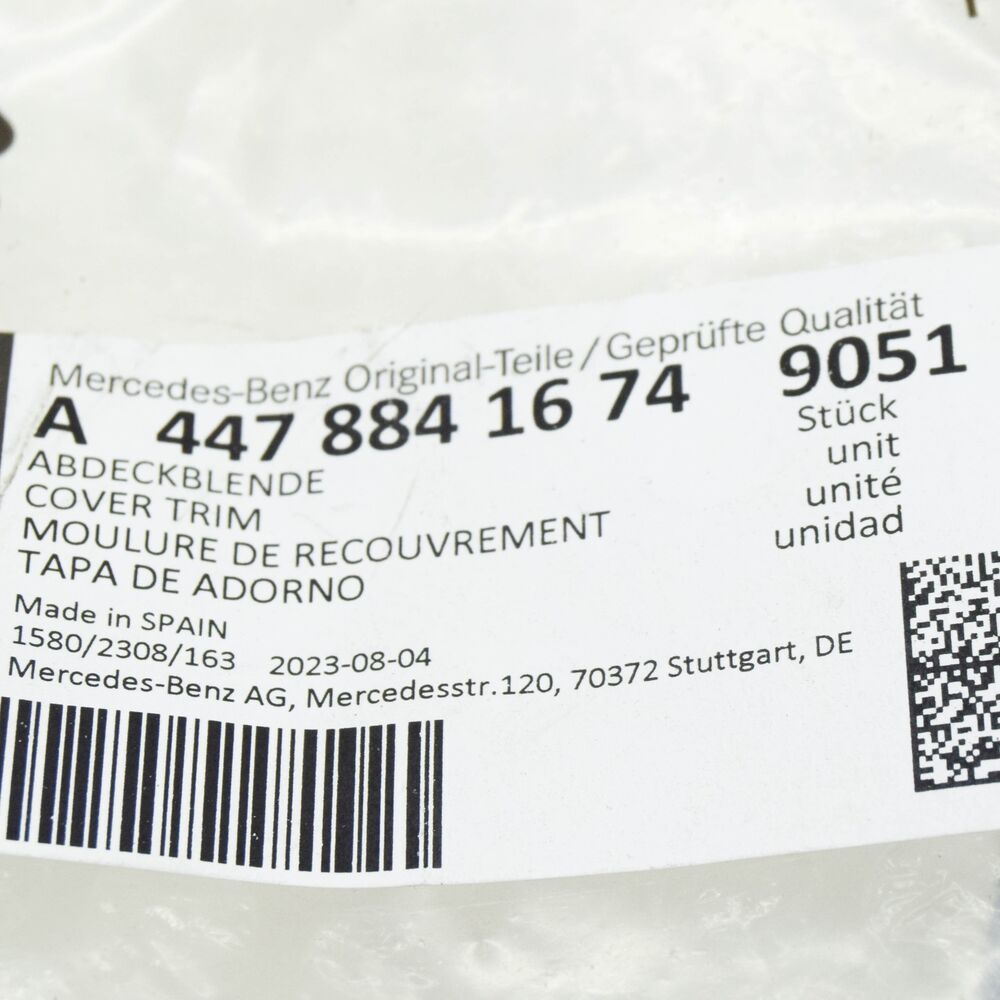 Mercedes-Benz Original-Teile / Geprüfte Qualität
A 447 884 16 74 9051
ABDECKBLENDE Stück
COVER TRIM unit
MOULURE DE RECOUVREMENT unité
TAPA DE ADORNO unidad
Made in SPAIN
1580/2308/163 2023-08-04
Mercedes-Benz AG, Mercedesstr.120, 70372 Stuttgart, DE